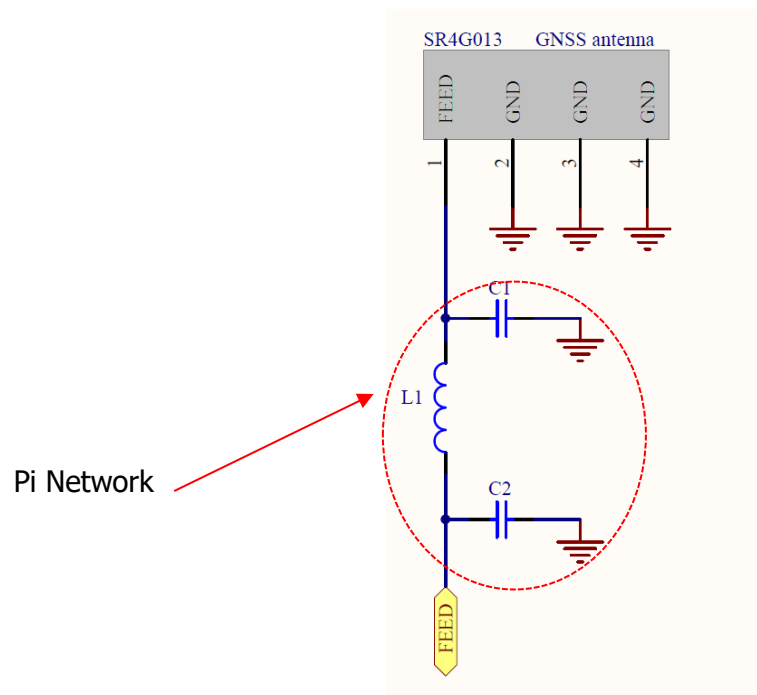 SR4G013 GNSS antenna
FEED GND GND GND
1 2 3 4
C1
L1
Pi Network
C2
FEED